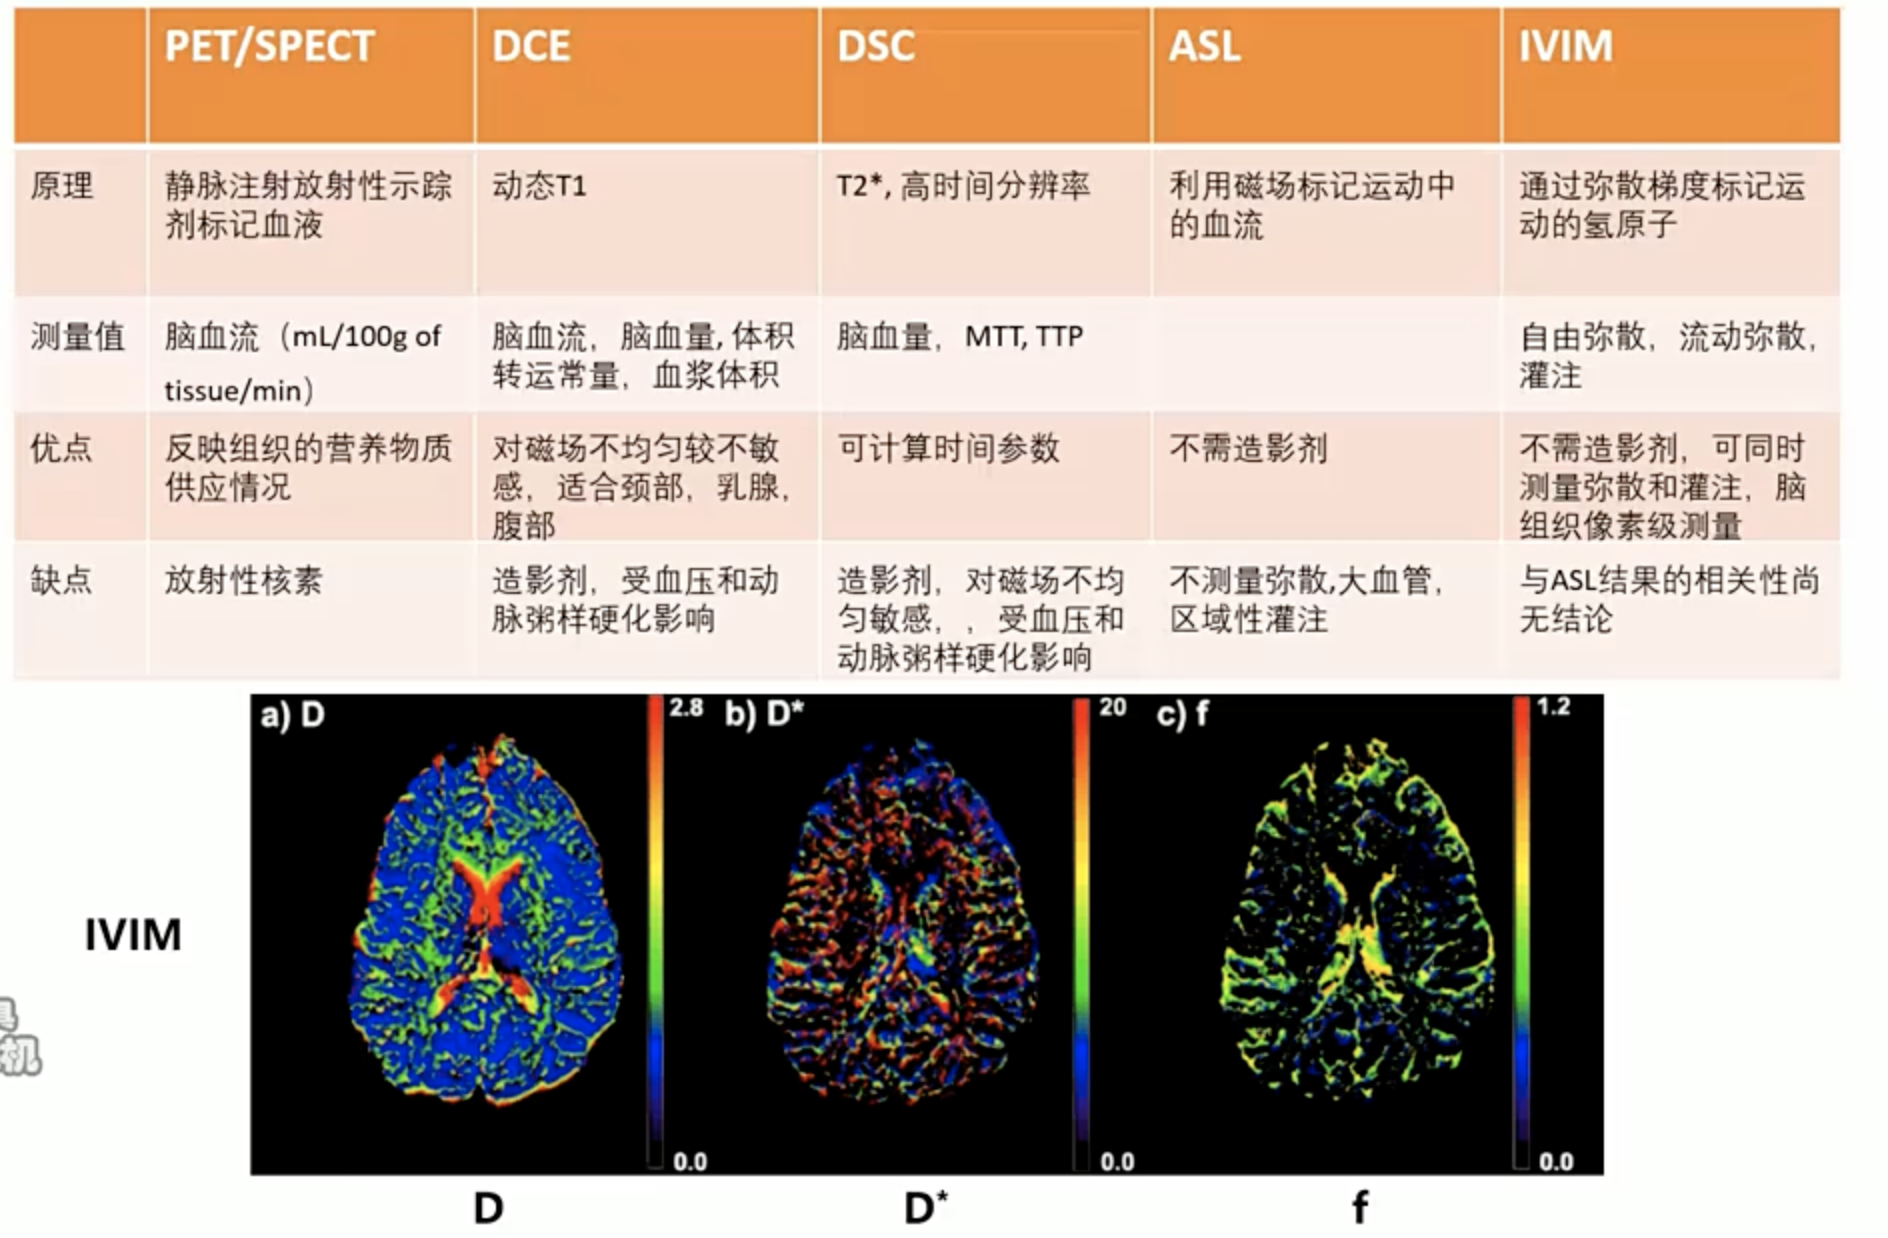 PET/SPECT
DCE
DSC
ASL
IVIM
原理
静脉注射放射性示踪
剂标记血液
动态T1
T2*, 高时间分辨率
利用磁场标记运动中
的血流
通过弥散梯度标记运
动的氢原子
测量值
脑血流（mL/100g of
tissue/min）
脑血流，脑血量, 体积
转运常量，血浆体积
脑血量，MTT, TTP
自由弥散，流动弥散，
灌注
优点
反映组织的营养物质
供应情况
对磁场不均匀较不敏
感，适合颈部，乳腺，
腹部
可计算时间参数
不需造影剂
不需造影剂，可同时
测量弥散和灌注，脑
组织像素级测量
缺点
放射性核素
造影剂，受血压和动
脉粥样硬化影响
造影剂，对磁场不均
匀敏感，，受血压和
动脉粥样硬化影响
不测量弥散,大血管，
区域性灌注
与ASL结果的相关性尚
无结论
a) D
2.8
b) D*
20
c) f
1.2
IVIM
机
0.0
0.0
0.0
D
D*
f